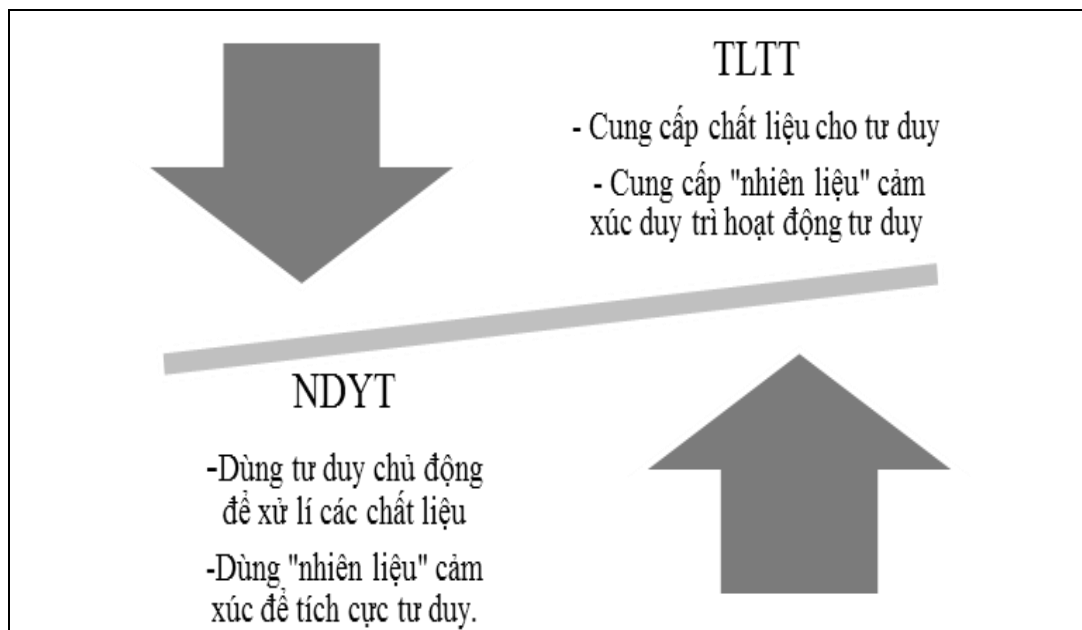 TLTT
- Cung cấp chất liệu cho tư duy
- Cung cấp "nhiên liệu" cảm
xúc duy trì hoạt động tư duy
NDYT
-Dùng tư duy chủ động
để xử lí các chất liệu
-Dùng "nhiên liệu" cảm
xúc để tích cực tư duy.